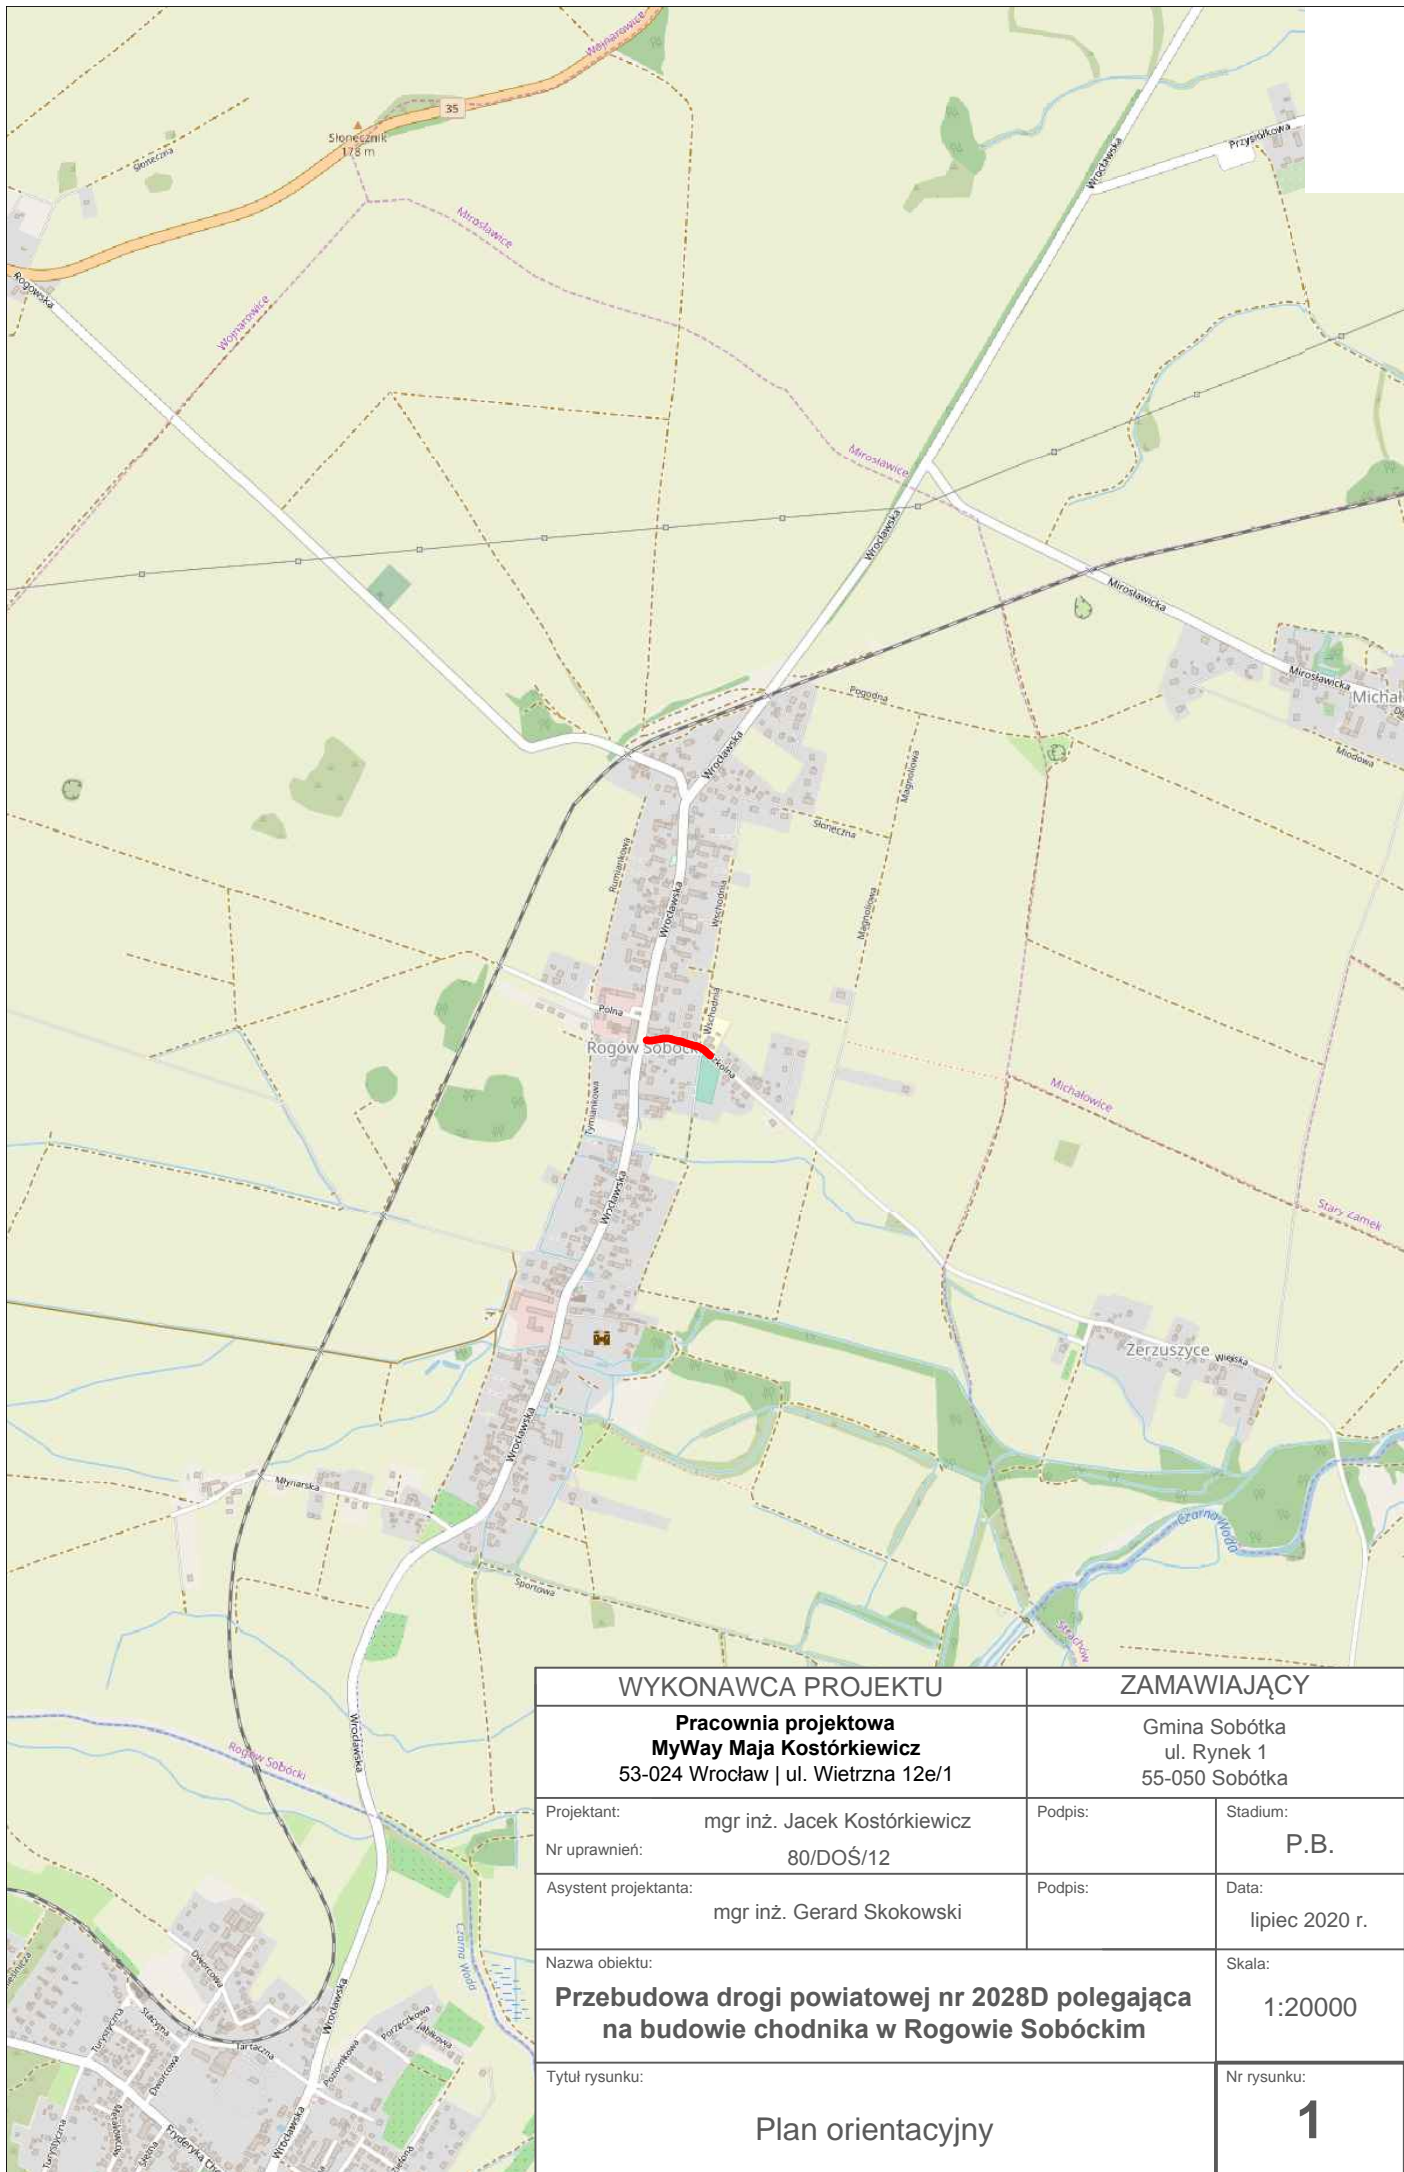 Wojnarowice
35
Słonecznik
178 m
Słoneczna
Przysiółkowa
Wrocławska
Mirosławice
Rogowska
Wojnarowice
Mirosławice
Wrocławska
Mirosławicka
Mirosławicka
Pogodna
Miodowa
Wrocławska
Magnoliowa
Słoneczna
Rumiankowa
Wrocławska
Wschodnia
Magnoliowa
Polna
Wschodnia
Rogów Sobócki
Michałowice
Tymiankowa
Wrocławska
Stary Zamek
Żerzuszyce
Wiejska
Wrocławska
Młynarska
Czarna Woda
Sportowa
Strachów
Wrocławska
Rogów Sobócki
Czarna Woda
Dworcowa
Stacyjna
Turystyczna
Tartaczna
Wrocławska
Porzeczkowa
Jabłkowa
Poziomkowa
Dworcowa
Turystyczna
Ślężna
Wrocławska
WYKONAWCA PROJEKTU
ZAMAWIAJĄCY
Pracownia projektowa
MyWay Maja Kostórkiewicz
53-024 Wrocław | ul. Wietrzna 12e/1
Gmina Sobótka
ul. Rynek 1
55-050 Sobótka
Projektant:
mgr inż. Jacek Kostórkiewicz
Nr uprawnień:
80/DOŚ/12
Podpis:
Stadium:
P.B.
Asystent projektanta:
mgr inż. Gerard Skokowski
Podpis:
Data:
lipiec 2020 r.
Nazwa obiektu:
Przebudowa drogi powiatowej nr 2028D polegająca
na budowie chodnika w Rogowie Sobóckim
Skala:
1:20000
Tytuł rysunku:
Plan orientacyjny
Nr rysunku:
1